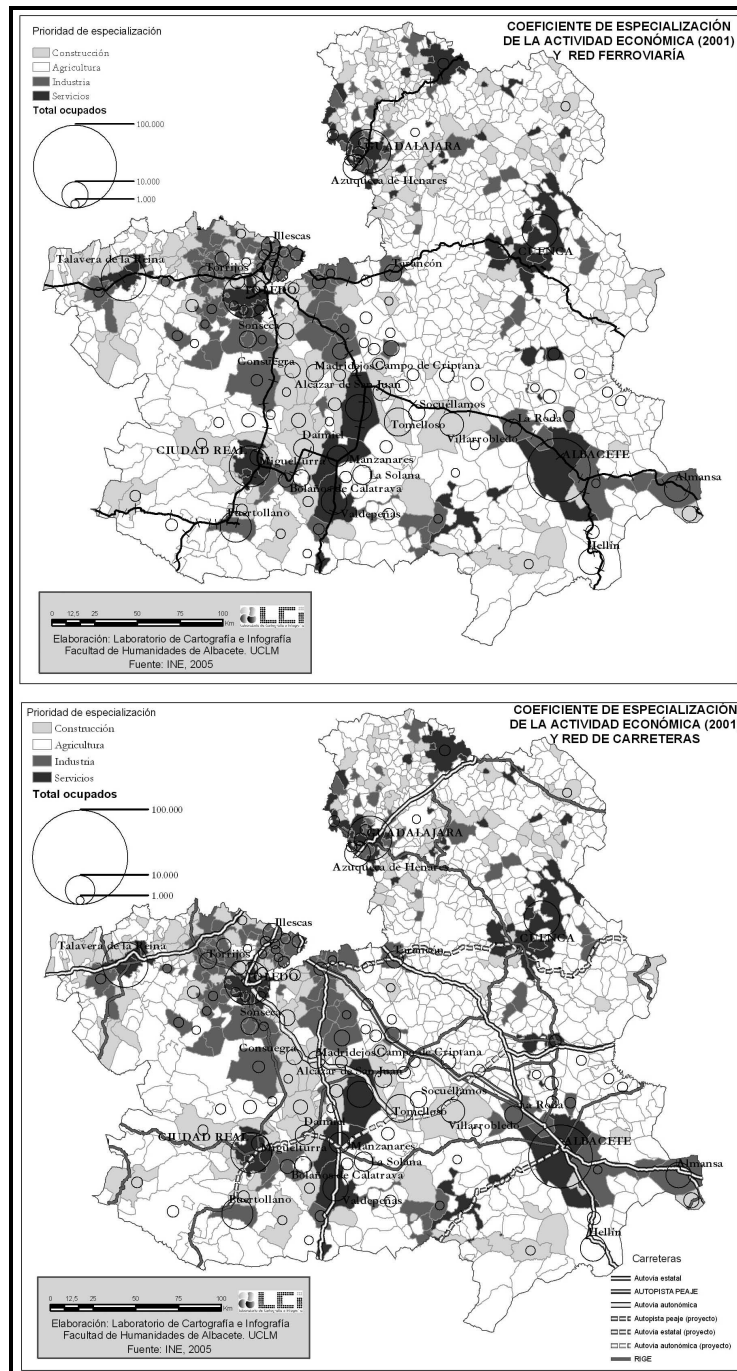 Prioridad de especialización
Construcción
Agricultura
Industria
Servicios
Total ocupados
100.000
10.000
1.000
COEFICIENTE DE ESPECIALIZACIÓN
DE LA ACTIVIDAD ECONÓMICA (2001)
Y RED FERROVIARÍA
GUADALAJARA
Azuqueca de Henares
Illescas
Talavera de la Reina
Torrijos
TOLEDO
Tarancón
CUENCA
Sonseca
Consuegra
Madridejos
Campo de Criptana
Alcázar de San Juan
Socuéllamos
Tomelloso
La Roda
Villarrobledo
Daimiel
CIUDAD REAL
Miguelturra
Manzanares
La Solana
ALBACETE
Bolaños de Calatrava
Almansa
Puertollano
Valdepeñas
Hellín
0 12,5 25 50 75 100
Km
LCi
Elaboración: Laboratorio de Cartografía e Infografía
Facultad de Humanidades de Albacete. UCLM
Fuente: INE, 2005
Prioridad de especialización
Construcción
Agricultura
Industria
Servicios
Total ocupados
100.000
10.000
1.000
COEFICIENTE DE ESPECIALIZACIÓN
DE LA ACTIVIDAD ECONÓMICA (2001
Y RED DE CARRETERAS
GUADALAJARA
Azuqueca de Henares
Illescas
Talavera de la Reina
Torrijos
TOLEDO
Tarancón
CUENCA
Sonseca
Consuegra
Madridejos
Campo de Criptana
Alcázar de San Juan
Socuéllamos
Tomelloso
La Roda
Villarrobledo
Daimiel
CIUDAD REAL
Miguelturra
Manzanares
La Solana
ALBACETE
Bolaños de Calatrava
Almansa
Puertollano
Valdepeñas
Hellín
Carreteras
Autovía estatal
AUTOPISTA PEAJE
Autovía autonómica
Autopista peaje (proyecto)
Autovía estatal (proyecto)
Autovía autonómica (proyecto)
RIGE
0 12,5 25 50 75 100
Km
LCi
Elaboración: Laboratorio de Cartografía e Infografía
Facultad de Humanidades de Albacete. UCLM
Fuente: INE, 2005